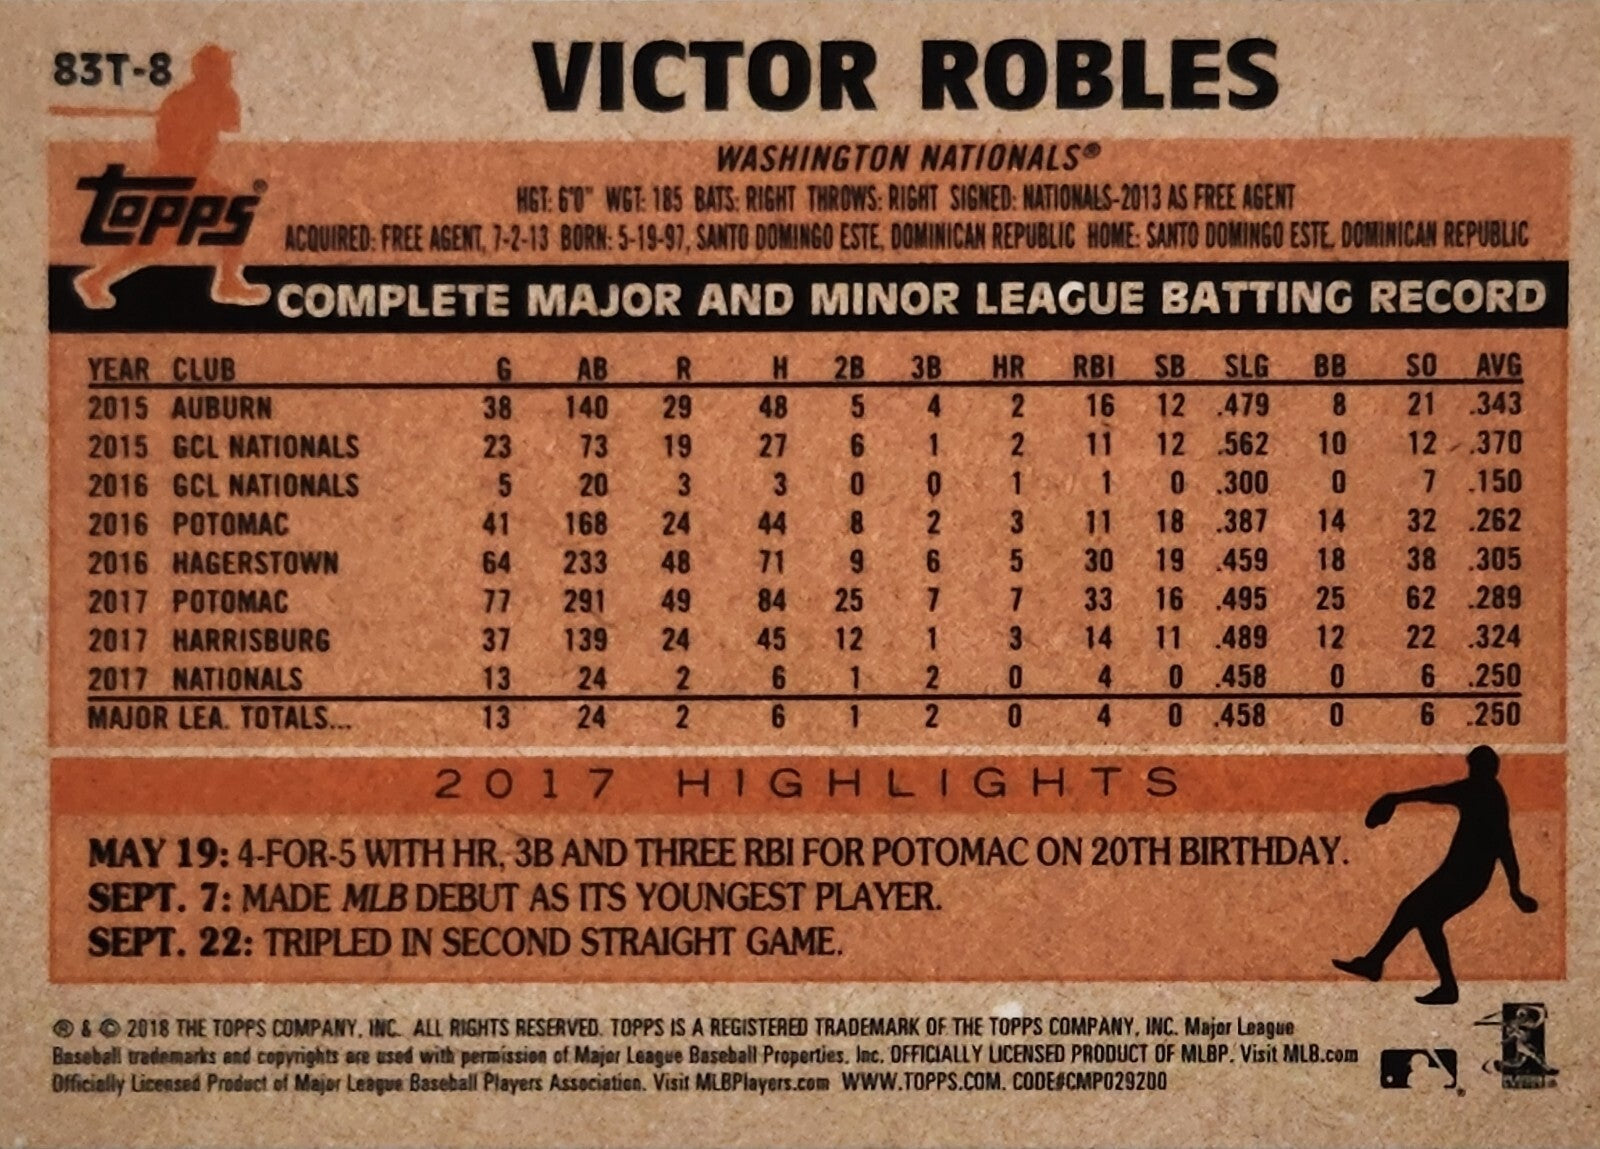 83T-8
VICTOR ROBLES
WASHINGTON NATIONALS®
Topps®
HGT: 6'0" WGT: 185 BATS: RIGHT THROWS: RIGHT SIGNED: NATIONALS-2013 AS FREE AGENT
ACQUIRED: FREE AGENT, 7-2-13 BORN: 5-19-97, SANTO DOMINGO ESTE, DOMINICAN REPUBLIC HOME: SANTO DOMINGO ESTE, DOMINICAN REPUBLIC
COMPLETE MAJOR AND MINOR LEAGUE BATTING RECORD
YEAR CLUB G AB R H 2B 3B HR RBI SB SLG BB SO AVG
2015 AUBURN 38 140 29 48 5 4 2 16 12 .479 8 21 .343
2015 GCL NATIONALS 23 73 19 27 6 1 2 11 12 .562 10 12 .370
2016 GCL NATIONALS 5 20 3 3 0 0 1 1 0 .300 0 7 .150
2016 POTOMAC 41 168 24 44 8 2 3 11 18 .387 14 32 .262
2016 HAGERSTOWN 64 233 48 71 9 6 5 30 19 .459 18 38 .305
2017 POTOMAC 77 291 49 84 25 7 7 33 16 .495 25 62 .289
2017 HARRISBURG 37 139 24 45 12 1 3 14 11 .489 12 22 .324
2017 NATIONALS 13 24 2 6 1 2 0 4 0 .458 0 6 .250
MAJOR LEA. TOTALS... 13 24 2 6 1 2 0 4 0 .458 0 6 .250
2017 HIGHLIGHTS
MAY 19: 4-FOR-5 WITH HR, 3B AND THREE RBI FOR POTOMAC ON 20TH BIRTHDAY.
SEPT. 7: MADE MLB DEBUT AS ITS YOUNGEST PLAYER.
SEPT. 22: TRIPLED IN SECOND STRAIGHT GAME.
® & © 2018 THE TOPPS COMPANY, INC. ALL RIGHTS RESERVED. TOPPS IS A REGISTERED TRADEMARK OF THE TOPPS COMPANY, INC. Major League
Baseball trademarks and copyrights are used with permission of Major League Baseball Properties, Inc. OFFICIALLY LICENSED PRODUCT OF MLBP. Visit MLB.com
Officially Licensed Product of Major League Baseball Players Association. Visit MLBPlayers.com WWW.TOPPS.COM. CODE#CMP029200